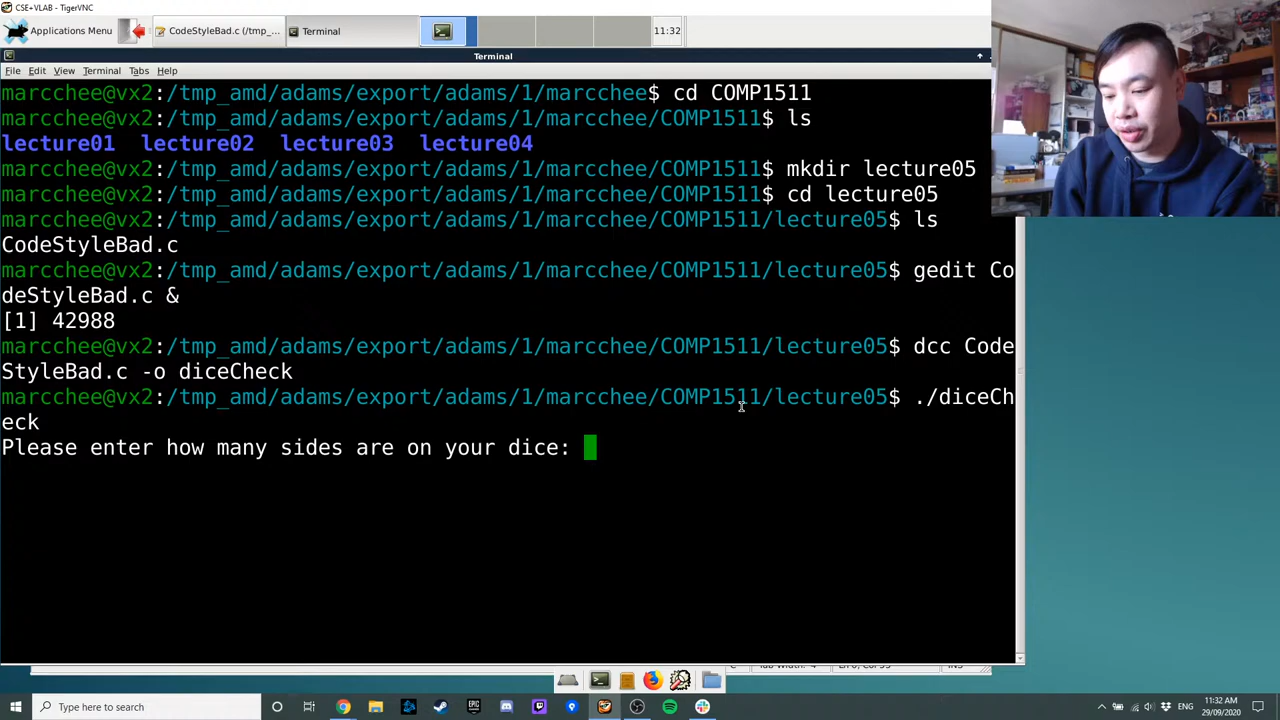 CSE+VLAB - TigerVNC
Applications Menu
CodeStyleBad.c (/tmp_...
Terminal
11:32
Terminal
File Edit View Terminal Tabs Help
marcchee@vx2:/tmp_amd/adams/export/adams/1/marcchee$ cd COMP1511
marcchee@vx2:/tmp_amd/adams/export/adams/1/marcchee/COMP1511$ ls
lecture01 lecture02 lecture03 lecture04
marcchee@vx2:/tmp_amd/adams/export/adams/1/marcchee/COMP1511$ mkdir lecture05
marcchee@vx2:/tmp_amd/adams/export/adams/1/marcchee/COMP1511$ cd lecture05
marcchee@vx2:/tmp_amd/adams/export/adams/1/marcchee/COMP1511/lecture05$ ls
CodeStyleBad.c
marcchee@vx2:/tmp_amd/adams/export/adams/1/marcchee/COMP1511/lecture05$ gedit Co
deStyleBad.c &
[1] 42988
marcchee@vx2:/tmp_amd/adams/export/adams/1/marcchee/COMP1511/lecture05$ dcc Code
StyleBad.c -o diceCheck
marcchee@vx2:/tmp_amd/adams/export/adams/1/marcchee/COMP1511/lecture05$ ./diceCh
eck
Please enter how many sides are on your dice:
Type here to search
EPIC
ENG
11:32 AM
29/09/2020